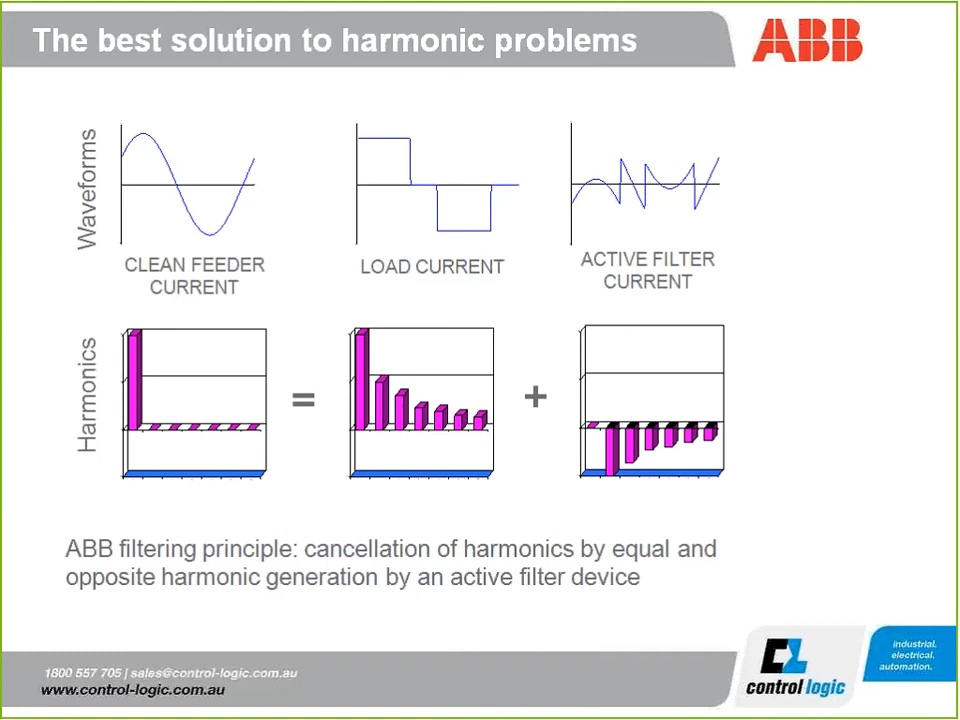 The best solution to harmonic problems
ABB
Waveforms
CLEAN FEEDER
CURRENT
LOAD CURRENT
ACTIVE FILTER
CURRENT
Harmonics
=
+
ABB filtering principle: cancellation of harmonics by equal and
opposite harmonic generation by an active filter device
1800 557 705 | sales@control-logic.com.au
www.control-logic.com.au
control logic
industrial.
electrical.
automation.